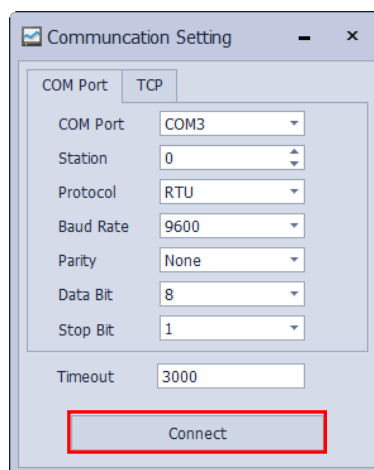 Communcation Setting
COM Port TCP
COM Port COM3
Station 0
Protocol RTU
Baud Rate 9600
Parity None
Data Bit 8
Stop Bit 1
Timeout 3000
Connect